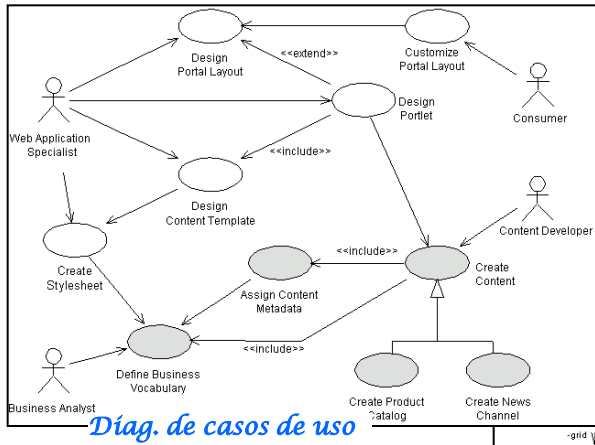 Design
Portal Layout
<<extend>>
Customize
Portal Layout
Web Application
Specialist
Design
Portlet
Consumer
<<include>>
Design
Content Template
Content Developer
Create
Stylesheet
<<include>>
Assign Content
Metadata
Create
Content
<<include>>
Define Business
Vocabulary
Business Analyst
Create Product
Catalog
Create News
Channel
Diag. de casos de uso
-grid